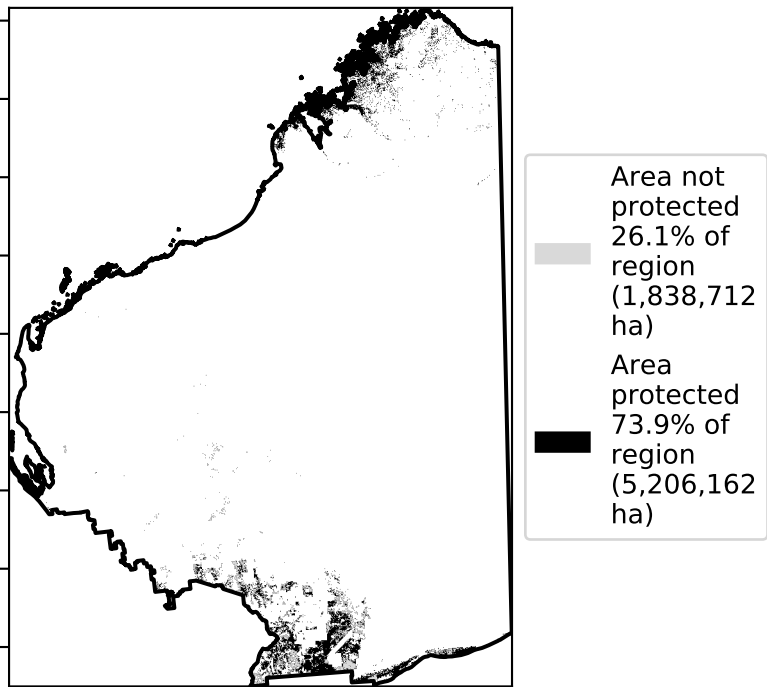 Area not
protected
26.1% of
region
(1,838,712
ha)
Area
protected
73.9% of
region
(5,206,162
ha)